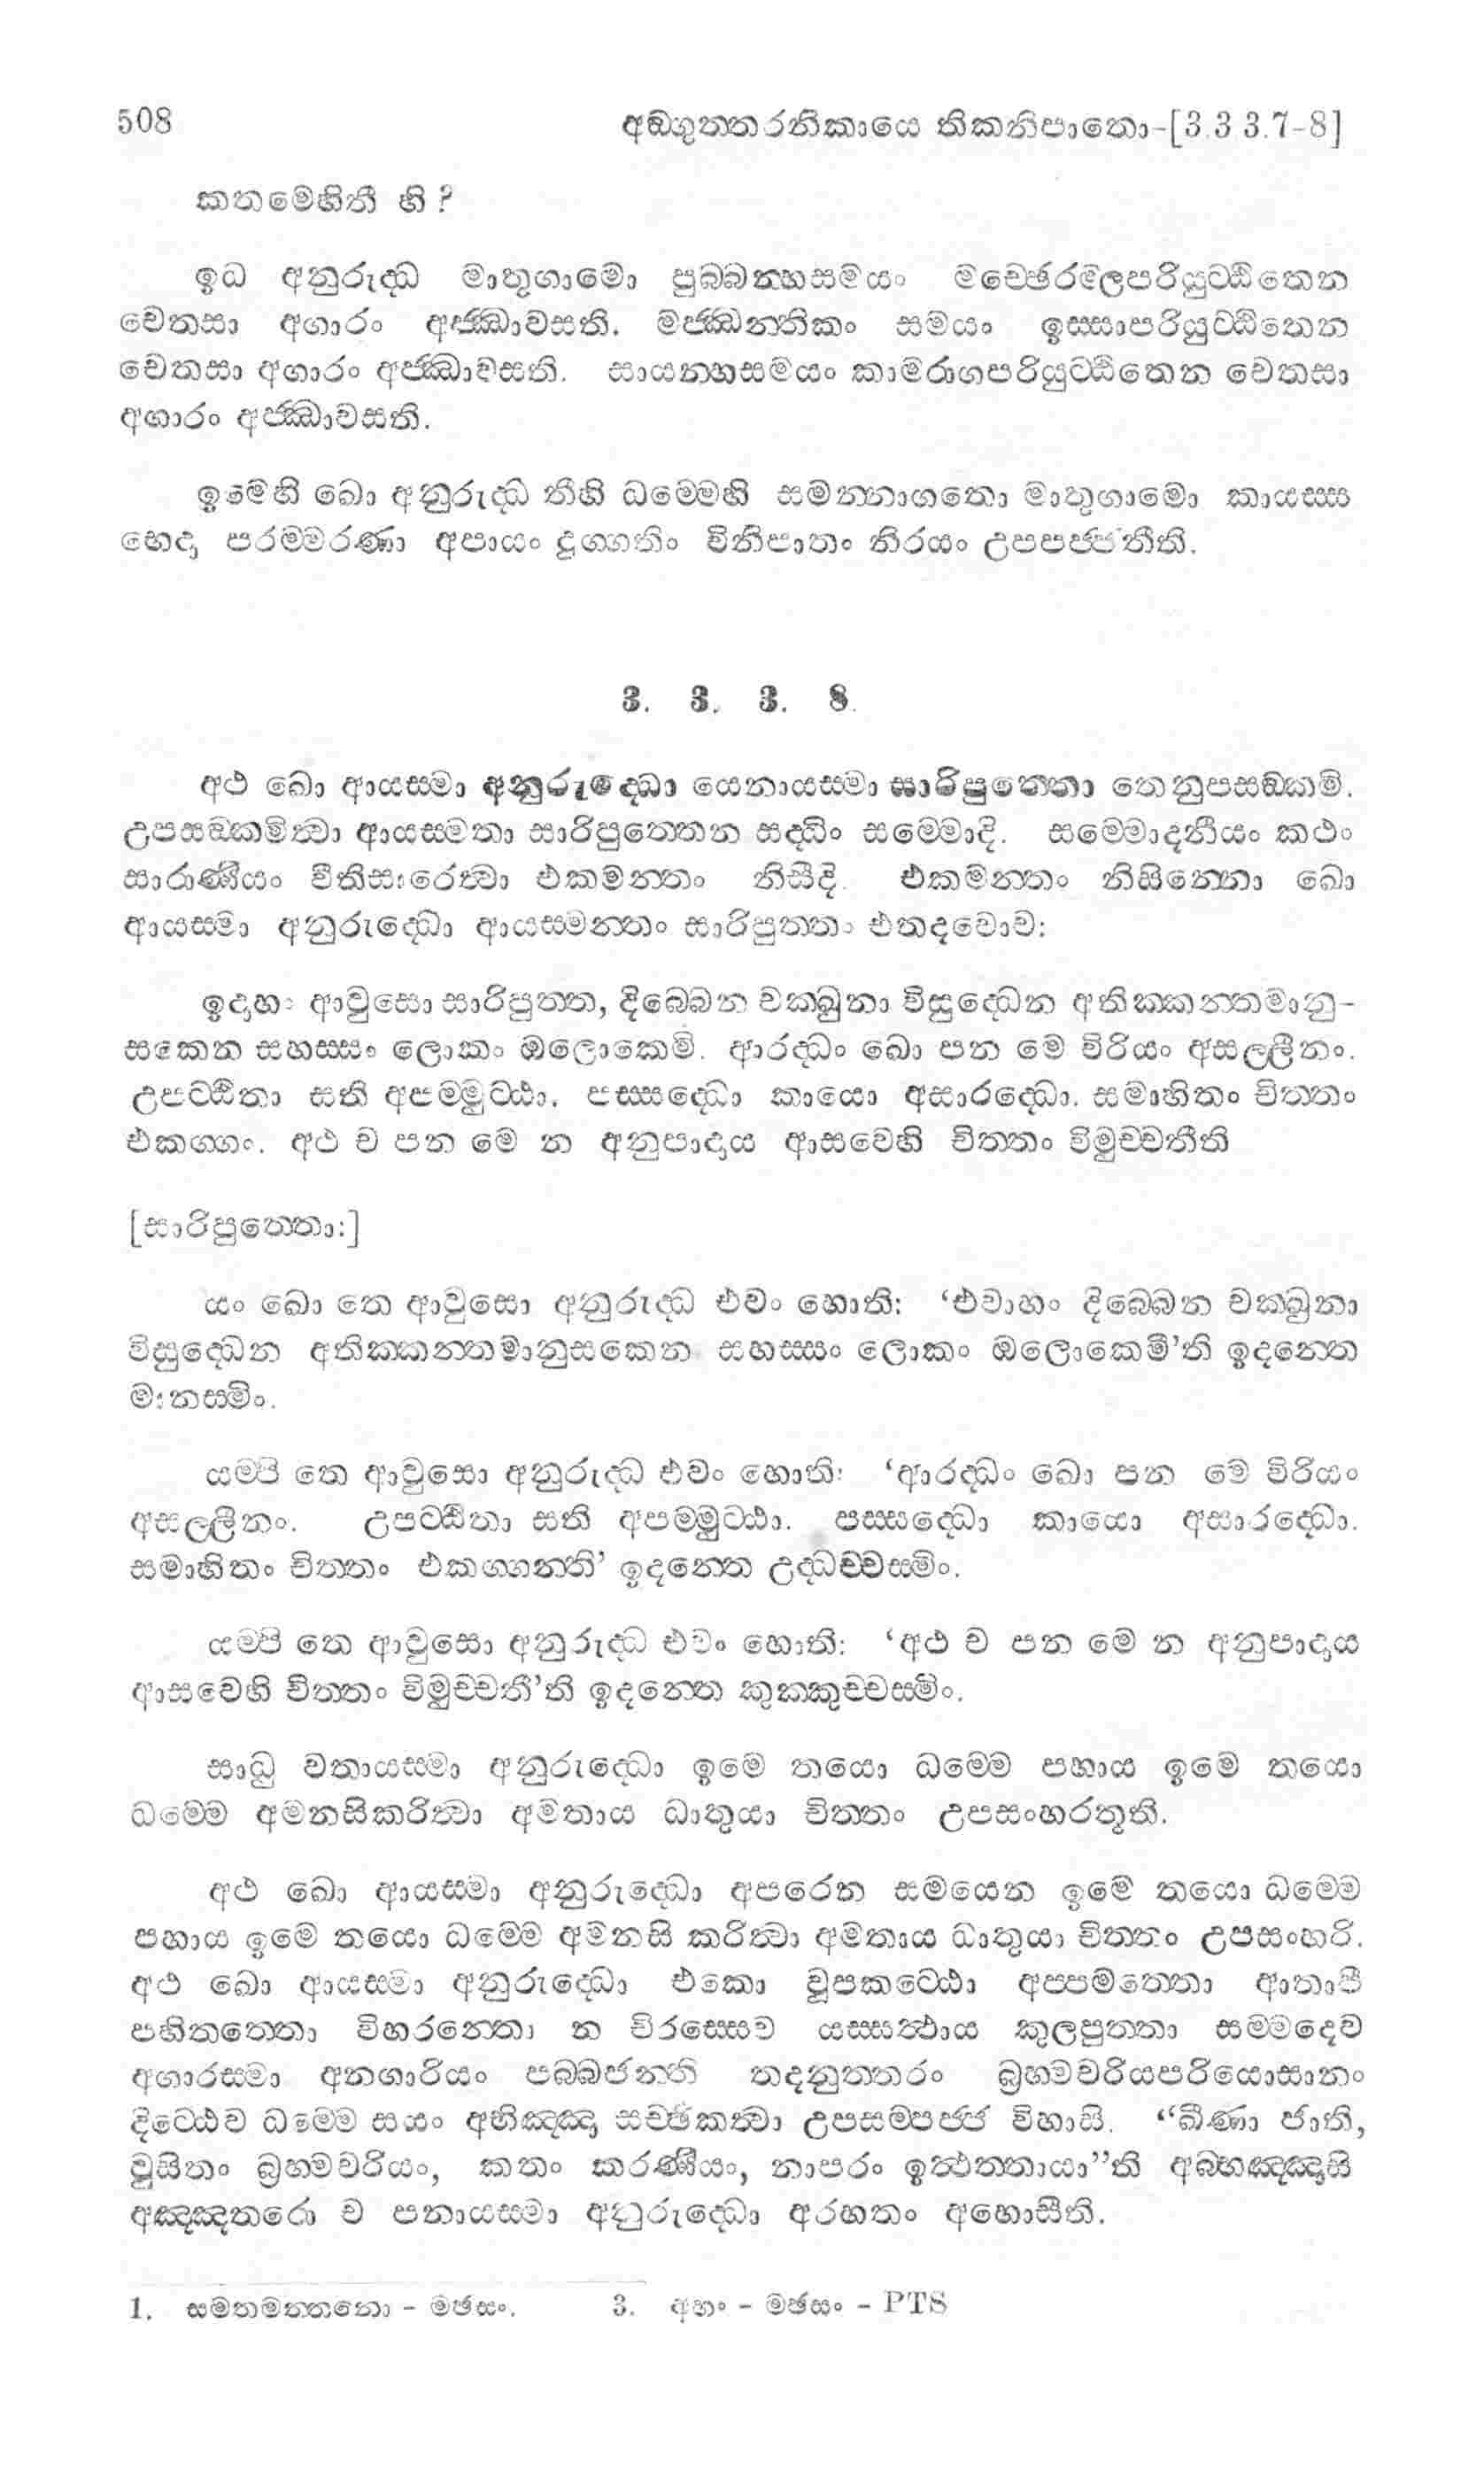 508 අඞ්ගුත්තරනිකායෙ තිකනිපාතො-[3.3 3.7-8]
කතමෙහිතී හි?
ඉධ අනුරුද්ධ මාතුගාමො පුබ්බන්හසමයං මච්ඡෙරමලපරියුට්ඨිතෙන
චෙතසා අගාරං අජ්ඣාවසති. මජ්ඣන්තිකං සමයං ඉස්සාපරියුට්ඨිතෙන
චෙතසා අගාරං අජ්ඣාවසති. සායන්හසමයං කාමරාගපරියුට්ඨිතෙන චෙතසා
අගාරං අජ්ඣාවසති.
ඉමෙහි ඛො අනුරුද්ධ තීහි ධම්මෙහි සමන්නාගතො මාතුගාමො කායස්ස
භෙදා පරම්මරණා අපායං දුග්ගතිං විනිපාතං නිරයං උපපජ්ජතීති.
3. 3. 3. 8.
අථ ඛො ආයස්මා අනුරුද්ධො යෙනායස්මා සාරිපුත්තො තෙනුපසඞ්කමි.
උපසඞ්කමිත්වා ආයස්මතා සාරිපුත්තෙන සද්ධිං සම්මොදි. සම්මොදනීයං කථං
සාරාණීයං වීතිසාරෙත්වා එකමන්තං නිසීදි. එකමන්තං නිසින්නො ඛො
ආයස්මා අනුරුද්ධො ආයස්මන්තං සාරිපුත්තං එතදවොච:
ඉදාහං ආවුසො සාරිපුත්ත, දිබ්බෙන චක්ඛුනා විසුද්ධෙන අතික්කන්තමානු-
සකෙන සහස්සං ලොකං ඔලොකෙමි. ආරද්ධං ඛො පන මෙ විරියං අසල්ලීනං.
උපට්ඨිතා සති අපම්මුට්ඨා. පස්සද්ධො කායො අසාරද්ධො. සමාහිතං චිත්තං
එකග්ගං. අථ ච පන මෙ න අනුපාදාය ආසවෙහි චිත්තං විමුච්චතීති
[සාරිපුත්තො:]
යං ඛො තෙ ආවුසො අනුරුද්ධ එවං හොති: ‘එවාහං දිබ්බෙන චක්ඛුනා
විසුද්ධෙන අතික්කන්තමානුසකෙන සහස්සං ලොකං ඔලොකෙමී’ති ඉදන්තෙ
මානස්මිං.
යම්පි තෙ ආවුසො අනුරුද්ධ එවං හොති: ‘ආරද්ධං ඛො පන මෙ විරියං
අසල්ලීනං. උපට්ඨිතා සති අපම්මුට්ඨා. පස්සද්ධො කායො අසාරද්ධො.
සමාහිතං චිත්තං එකග්ගන්ති’ ඉදන්තෙ උද්ධච්චස්මිං.
යම්පි තෙ ආවුසො අනුරුද්ධ එවං හොති: ‘අථ ච පන මෙ න අනුපාදාය
ආසවෙහි චිත්තං විමුච්චතී’ති ඉදන්තෙ කුක්කුච්චස්මිං.
සාධු වතායස්මා අනුරුද්ධො ඉමෙ තයො ධම්මෙ පහාය ඉමෙ තයො
ධම්මෙ අමනසිකරිත්වා අමතාය ධාතුයා චිත්තං උපසංහරතූති.
අථ ඛො ආයස්මා අනුරුද්ධො අපරෙන සමයෙන ඉමෙ තයො ධම්මෙ
පහාය ඉමෙ තයො ධම්මෙ අමනසි කරිත්වා අමතාය ධාතුයා චිත්තං උපසංහරි.
අථ ඛො ආයස්මා අනුරුද්ධො එකො වූපකට්ඨො අප්පමත්තො ආතාපී
පහිතත්තො විහරන්තො න චිරස්සෙව යස්සත්ථාය කුලපුත්තා සම්මදෙව
අගාරස්මා අනගාරියං පබ්බජන්ති තදනුත්තරං බ්‍රහ්මචරියපරියොසානං
දිට්ඨෙව ධම්මෙ සයං අභිඤ්ඤා සච්ඡිකත්වා උපසම්පජ්ජ විහාසි. “ඛීණා ජාති,
වුසිතං බ්‍රහ්මචරියං, කතං කරණීයං, නාපරං ඉත්ථත්තායා”ති අබ්භඤ්ඤාසි
අඤ්ඤතරො ච පනායස්මා අනුරුද්ධො අරහතං අහොසීති.
1. සමතමත්තනො - මඡසං. 3. අහං - මඡසං - PTS